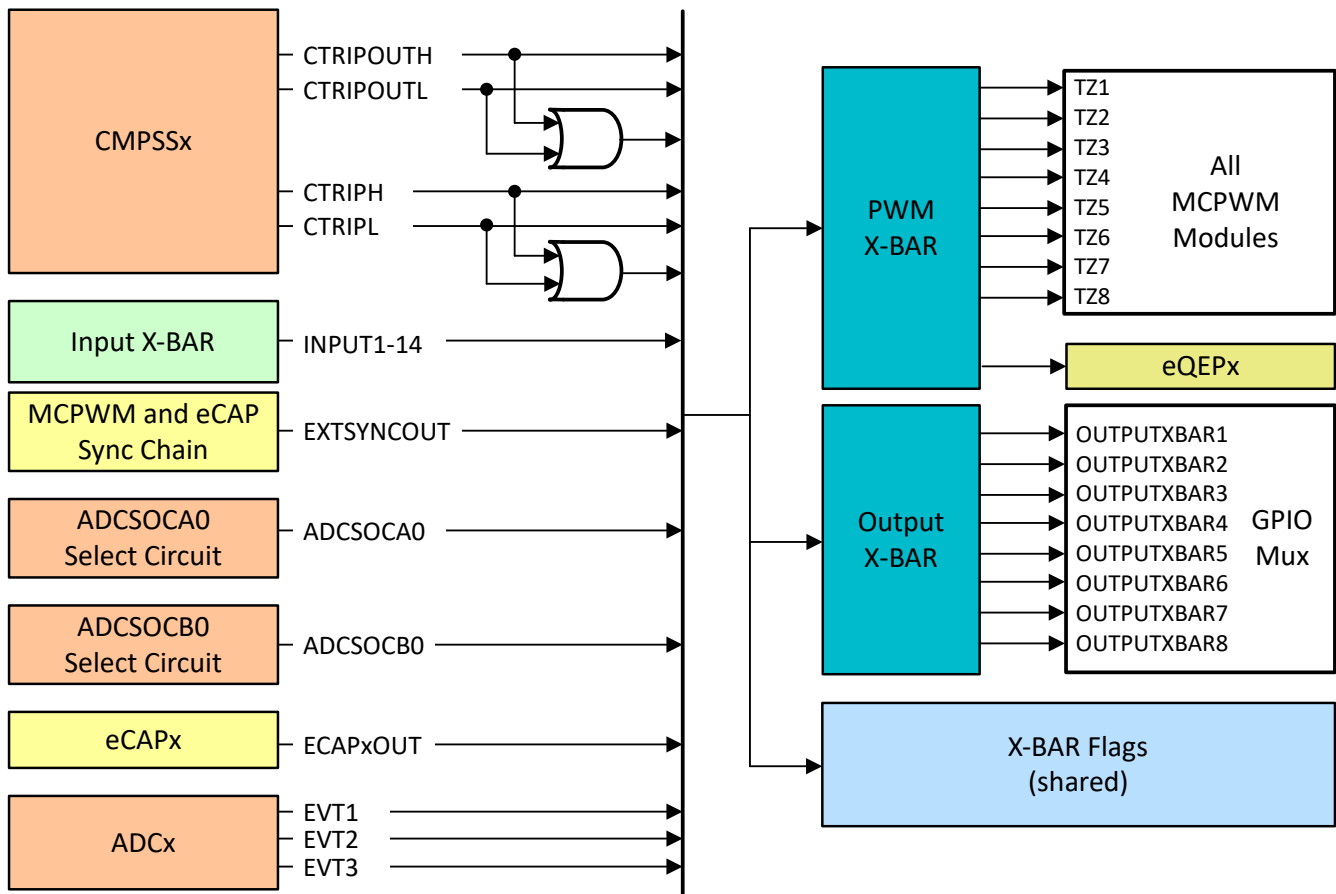 CMPSSx
CTRIPOUTH
CTRIPOUTL
CTRIPH
CTRIPL
Input X-BAR
INPUT1-14
MCPWM and eCAP
Sync Chain
EXTSYNCOUT
ADCSOCA0
Select Circuit
ADCSOCA0
ADCSOCB0
Select Circuit
ADCSOCB0
eCAPx
ECAPxOUT
ADCx
EVT1
EVT2
EVT3
PWM
X-BAR
TZ1
TZ2
TZ3
TZ4
TZ5
TZ6
TZ7
TZ8
All
MCPWM
Modules
eQEPx
Output
X-BAR
OUTPUTXBAR1
OUTPUTXBAR2
OUTPUTXBAR3
OUTPUTXBAR4
OUTPUTXBAR5
OUTPUTXBAR6
OUTPUTXBAR7
OUTPUTXBAR8
GPIO
Mux
X-BAR Flags
(shared)